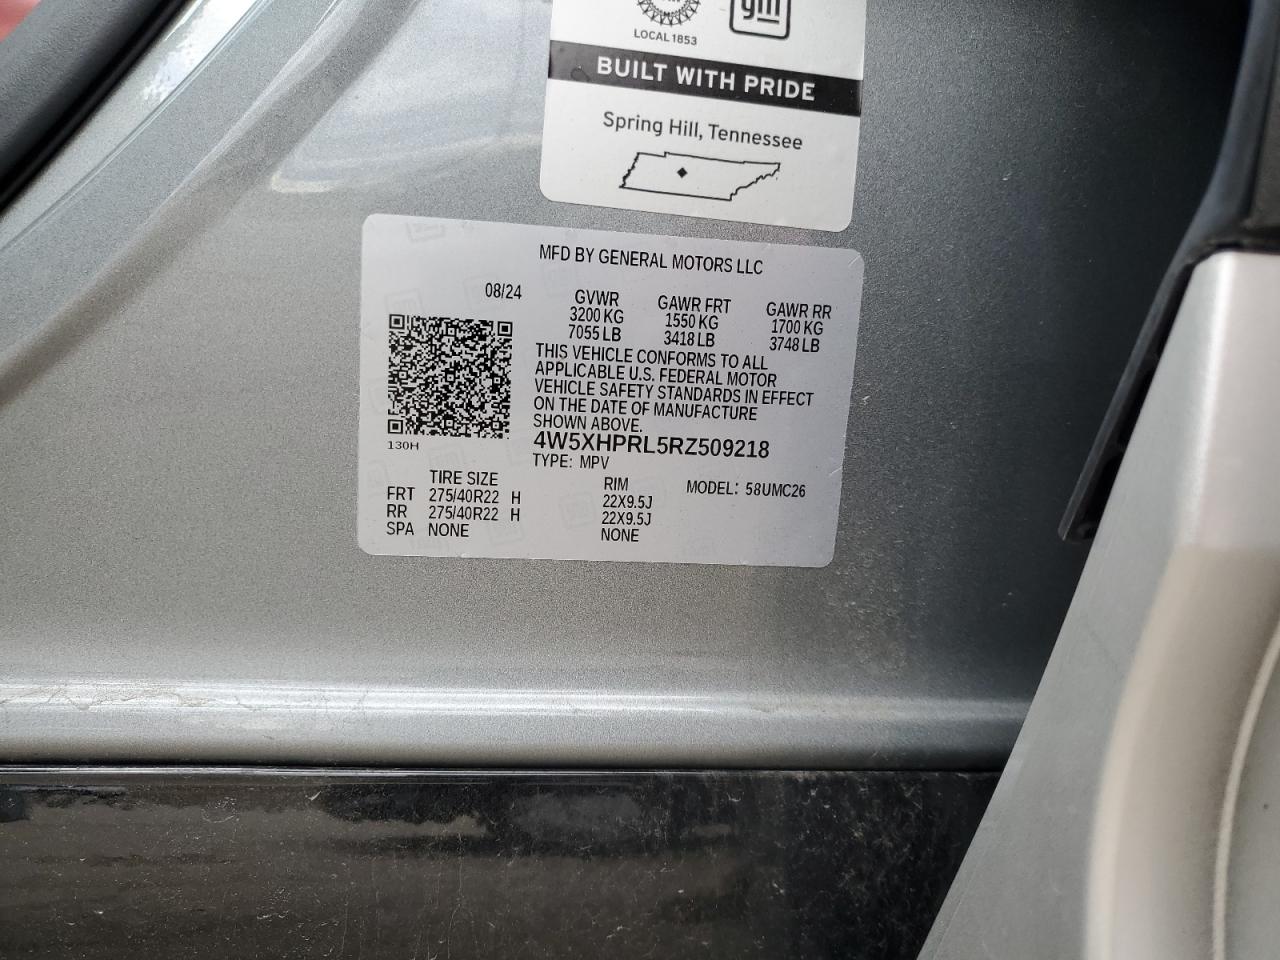 LOCAL 1853
gm
BUILT WITH PRIDE
Spring Hill, Tennessee
MFD BY GENERAL MOTORS LLC
08/24 GVWR GAWR FRT GAWR RR
3200 KG 1550 KG 1700 KG
7055 LB 3418 LB 3748 LB
THIS VEHICLE CONFORMS TO ALL
APPLICABLE U.S. FEDERAL MOTOR
VEHICLE SAFETY STANDARDS IN EFFECT
ON THE DATE OF MANUFACTURE
SHOWN ABOVE.
130H
4W5XHPRL5RZ509218
TYPE: MPV
TIRE SIZE RIM MODEL: 58UMC26
FRT 275/40R22 H 22X9.5J
RR 275/40R22 H 22X9.5J
SPA NONE NONE